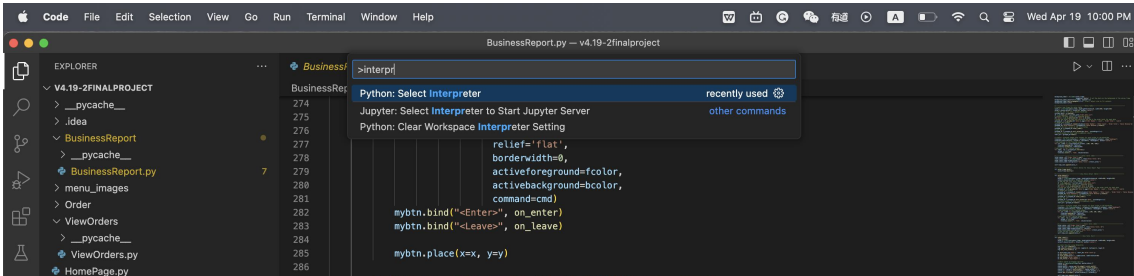 Code File Edit Selection View Go Run Terminal Window Help 有道 A Wed Apr 19 10:00 PM
BusinessReport.py — v4.19-2finalproject
EXPLORER ...
BusinessR
>interpr
V4.19-2FINALPROJECT
BusinessRep
Python: Select Interpreter recently used
> __pycache__
274
Jupyter: Select Interpreter to Start Jupyter Server other commands
> .idea
275
Python: Clear Workspace Interpreter Setting
BusinessReport
276
277 relief='flat',
> __pycache__
278 borderwidth=0,
BusinessReport.py 7
279 activeforeground=fcolor,
> menu_images
280 activebackground=bcolor,
> Order
281 command=cmd)
ViewOrders
282 mybtn.bind("<Enter>", on_enter)
> __pycache__
283 mybtn.bind("<Leave>", on_leave)
284
ViewOrders.py
285 mybtn.place(x=x, y=y)
HomePage.py
286